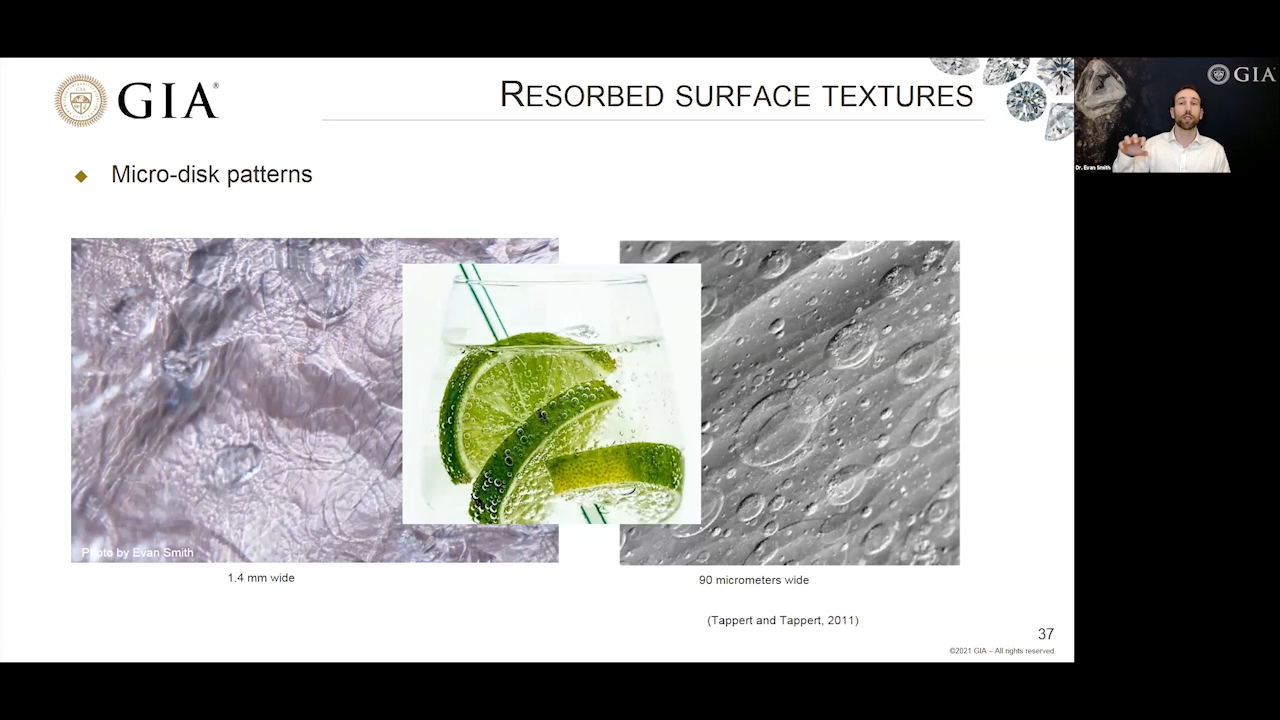 GIA®
RESORBED SURFACE TEXTURES
GIA
Dr. Evan Smith
Micro-disk patterns
Photo by Evan Smith
1.4 mm wide
90 micrometers wide
(Tappert and Tappert, 2011)
37
©2021 GIA – All rights reserved.